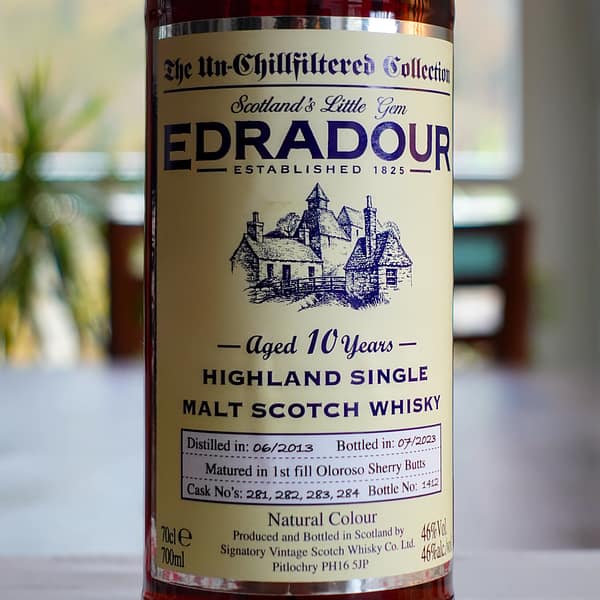 The Un-Chillfiltered Collection
Scotland's Little Gem
EDRADOUR
ESTABLISHED 1825
Aged 10 Years
HIGHLAND SINGLE
MALT SCOTCH WHISKY
Distilled in: 06/2013 Bottled in: 07/2023
Matured in 1st fill Oloroso Sherry Butts
Cask No's: 281, 282, 283, 284 Bottle No: 1412
Natural Colour
70cl ℮ Produced and Bottled in Scotland by 46% Vol.
700ml Signatory Vintage Scotch Whisky Co. Ltd. 46%alc.
Pitlochry PH16 5JP